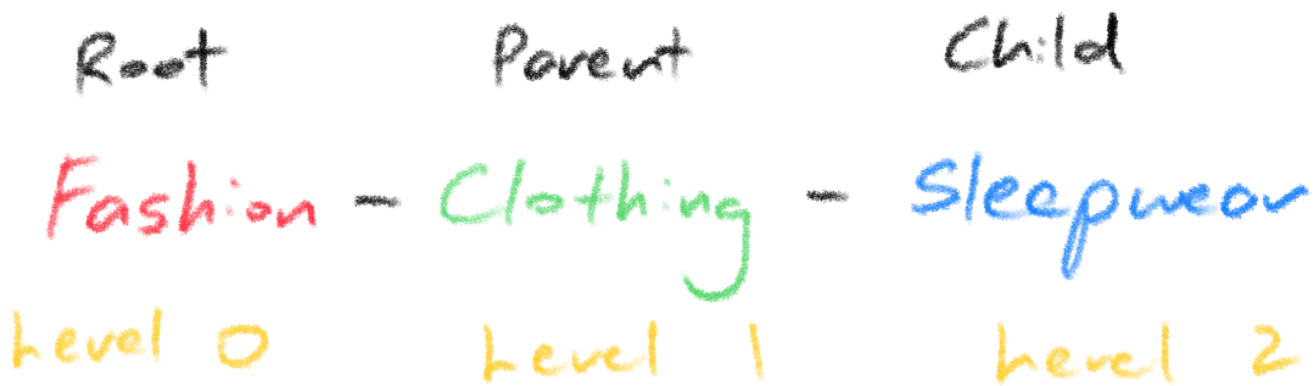 Root Parent Child
Fashion - Clothing - Sleepwear
Level 0 Level 1 Level 2